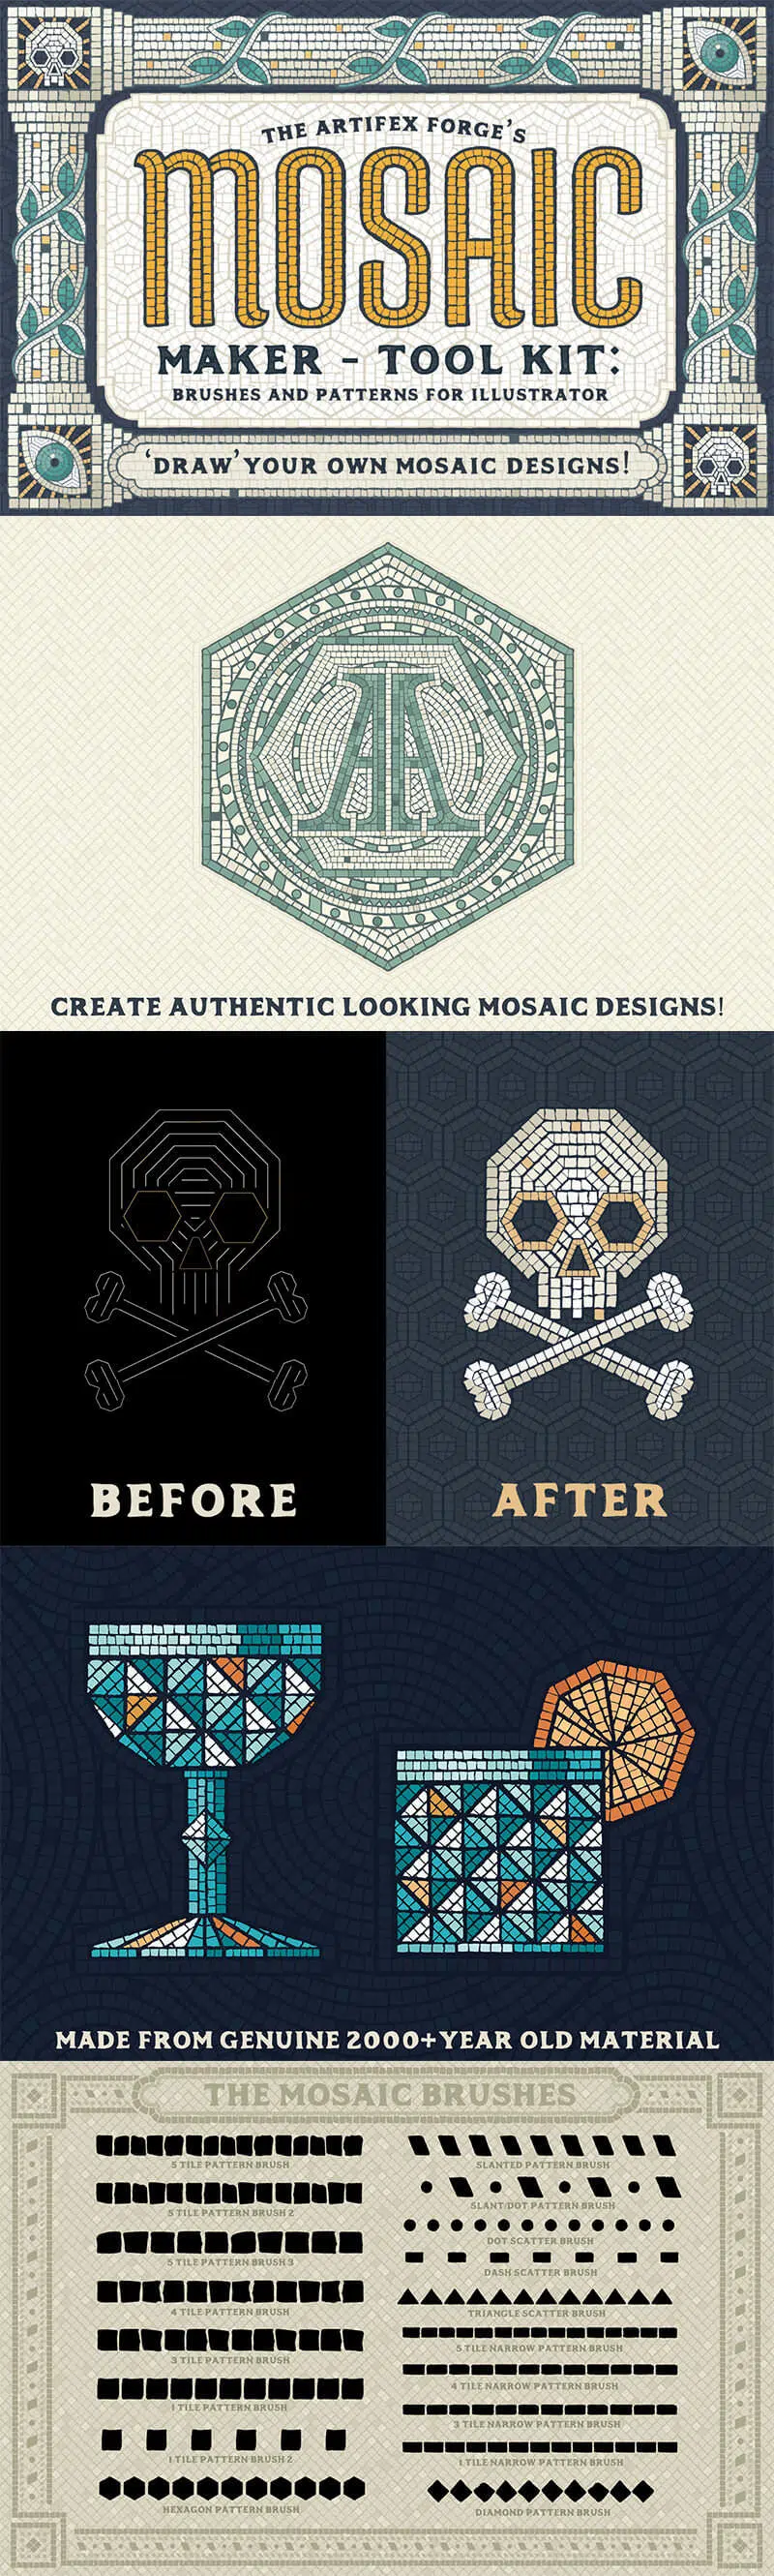 THE ARTIFEX FORGE'S
MOSAIC
MAKER - TOOL KIT:
BRUSHES AND PATTERNS FOR ILLUSTRATOR
'DRAW' YOUR OWN MOSAIC DESIGNS!
CREATE AUTHENTIC LOOKING MOSAIC DESIGNS!
BEFORE
AFTER
MADE FROM GENUINE 2000+ YEAR OLD MATERIAL
THE MOSAIC BRUSHES
5 TILE PATTERN BRUSH
5 TILE PATTERN BRUSH 2
5 TILE PATTERN BRUSH 3
4 TILE PATTERN BRUSH
3 TILE PATTERN BRUSH
1 TILE PATTERN BRUSH
1 TILE PATTERN BRUSH 2
HEXAGON PATTERN BRUSH
SLANTED PATTERN BRUSH
SLANT/DOT PATTERN BRUSH
DOT SCATTER BRUSH
DASH SCATTER BRUSH
TRIANGLE SCATTER BRUSH
5 TILE NARROW PATTERN BRUSH
4 TILE NARROW PATTERN BRUSH
3 TILE NARROW PATTERN BRUSH
1 TILE NARROW PATTERN BRUSH
DIAMOND PATTERN BRUSH